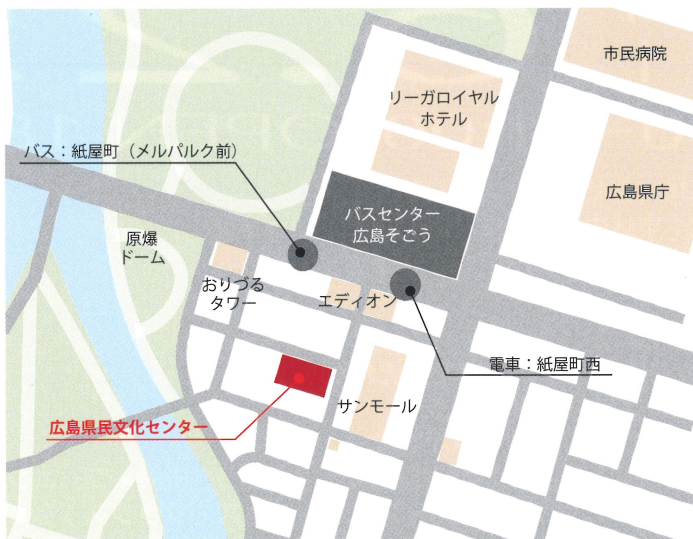 市民病院
リーガロイヤル
ホテル
バス：紙屋町（メルパルク前）
広島県庁
バスセンター
広島そごう
原爆
ドーム
おりづる
タワー
エディオン
電車：紙屋町西
サンモール
広島県民文化センター